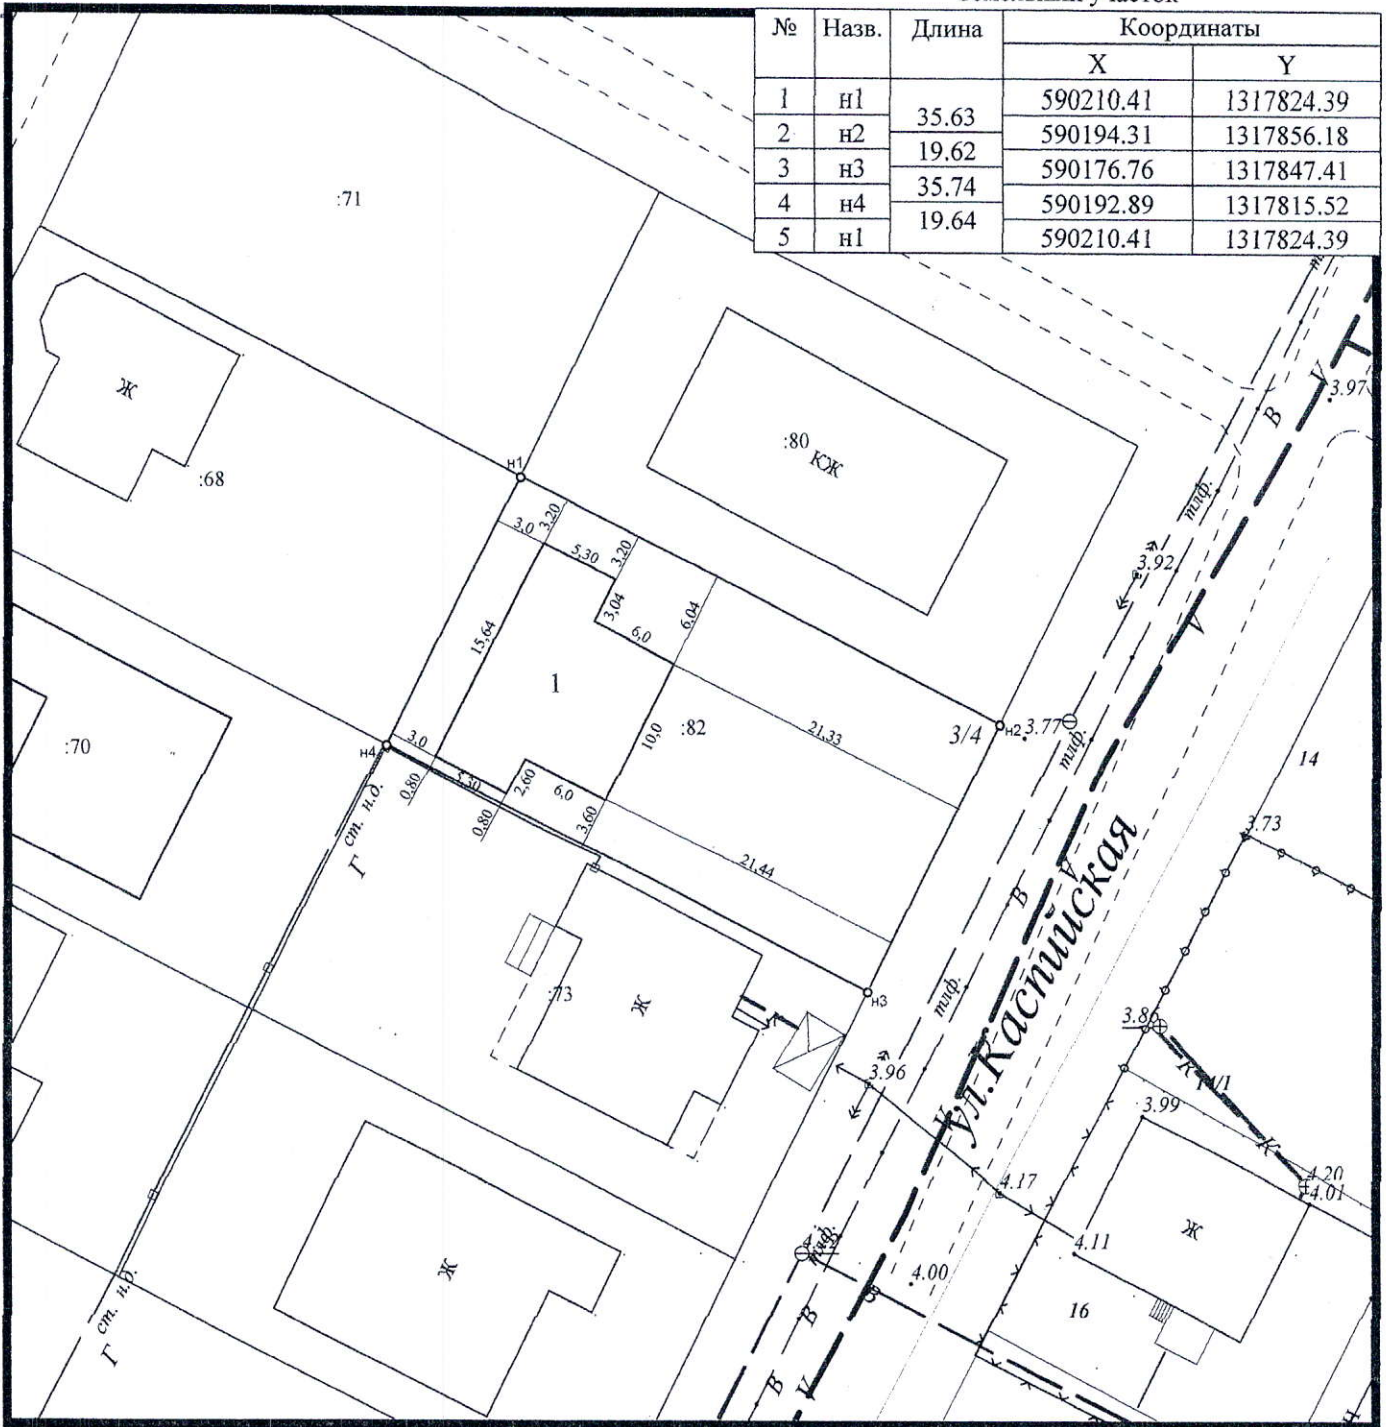 № Назв. Длина Координаты
X Y
1 н1 590210.41 1317824.39
35.63
2 н2 590194.31 1317856.18
19.62
3 н3 590176.76 1317847.41
35.74
4 н4 590192.89 1317815.52
19.64
5 н1 590210.41 1317824.39
:71
Ж
:68
н1
:80
КЖ
В
V
3.97
тлф.
3.92
3,0
3,20
5,30
3,20
3,04
6,0
6,04
15,64
1
10,0
:82
21,33
3/4
н2
3.77
тлф.
V
14
:70
н4
3,0
0,80
5,30
2,60
6,0
0,80
3,60
21,44
Г ст. н.д.
3.73
ул.Каспийская
В
V
:73
Ж
н3
тлф.
3.86
К
14/1
3.99
К
3.96
V
4.17
4.20
4.01
Ж
4.11
Ж
тлф.
4.00
16
Г ст. н.д.
В
В
V